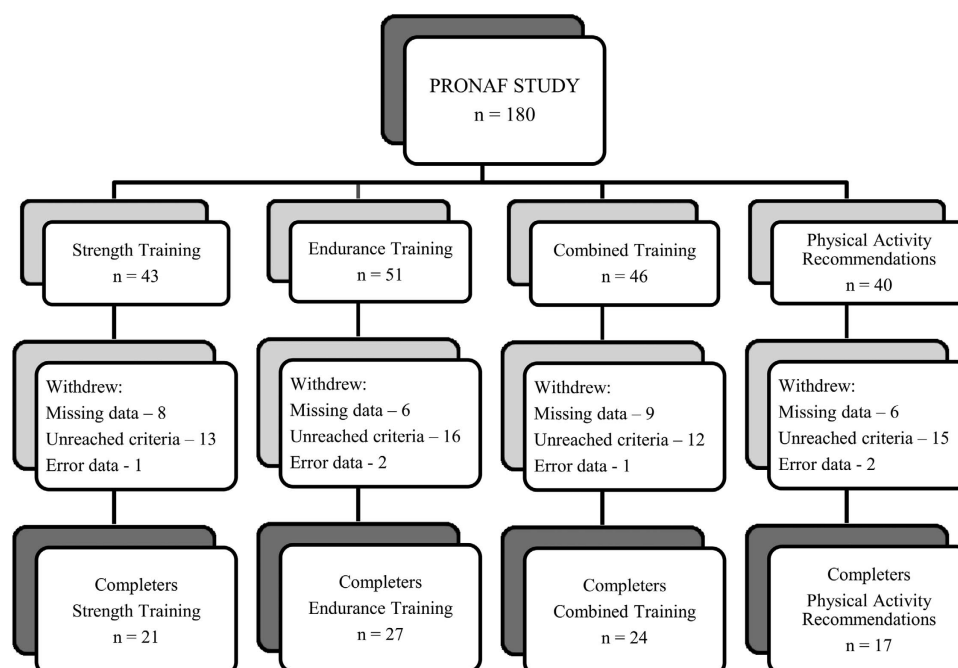 PRONAF STUDY
n = 180
Strength Training
n = 43
Endurance Training
n = 51
Combined Training
n = 46
Physical Activity
Recommendations
n = 40
Withdrew:
Missing data – 8
Unreached criteria – 13
Error data - 1
Withdrew:
Missing data – 6
Unreached criteria – 16
Error data - 2
Withdrew:
Missing data – 9
Unreached criteria – 12
Error data - 1
Withdrew:
Missing data – 6
Unreached criteria – 15
Error data - 2
Completers
Strength Training
n = 21
Completers
Endurance Training
n = 27
Completers
Combined Training
n = 24
Completers
Physical Activity
Recommendations
n = 17